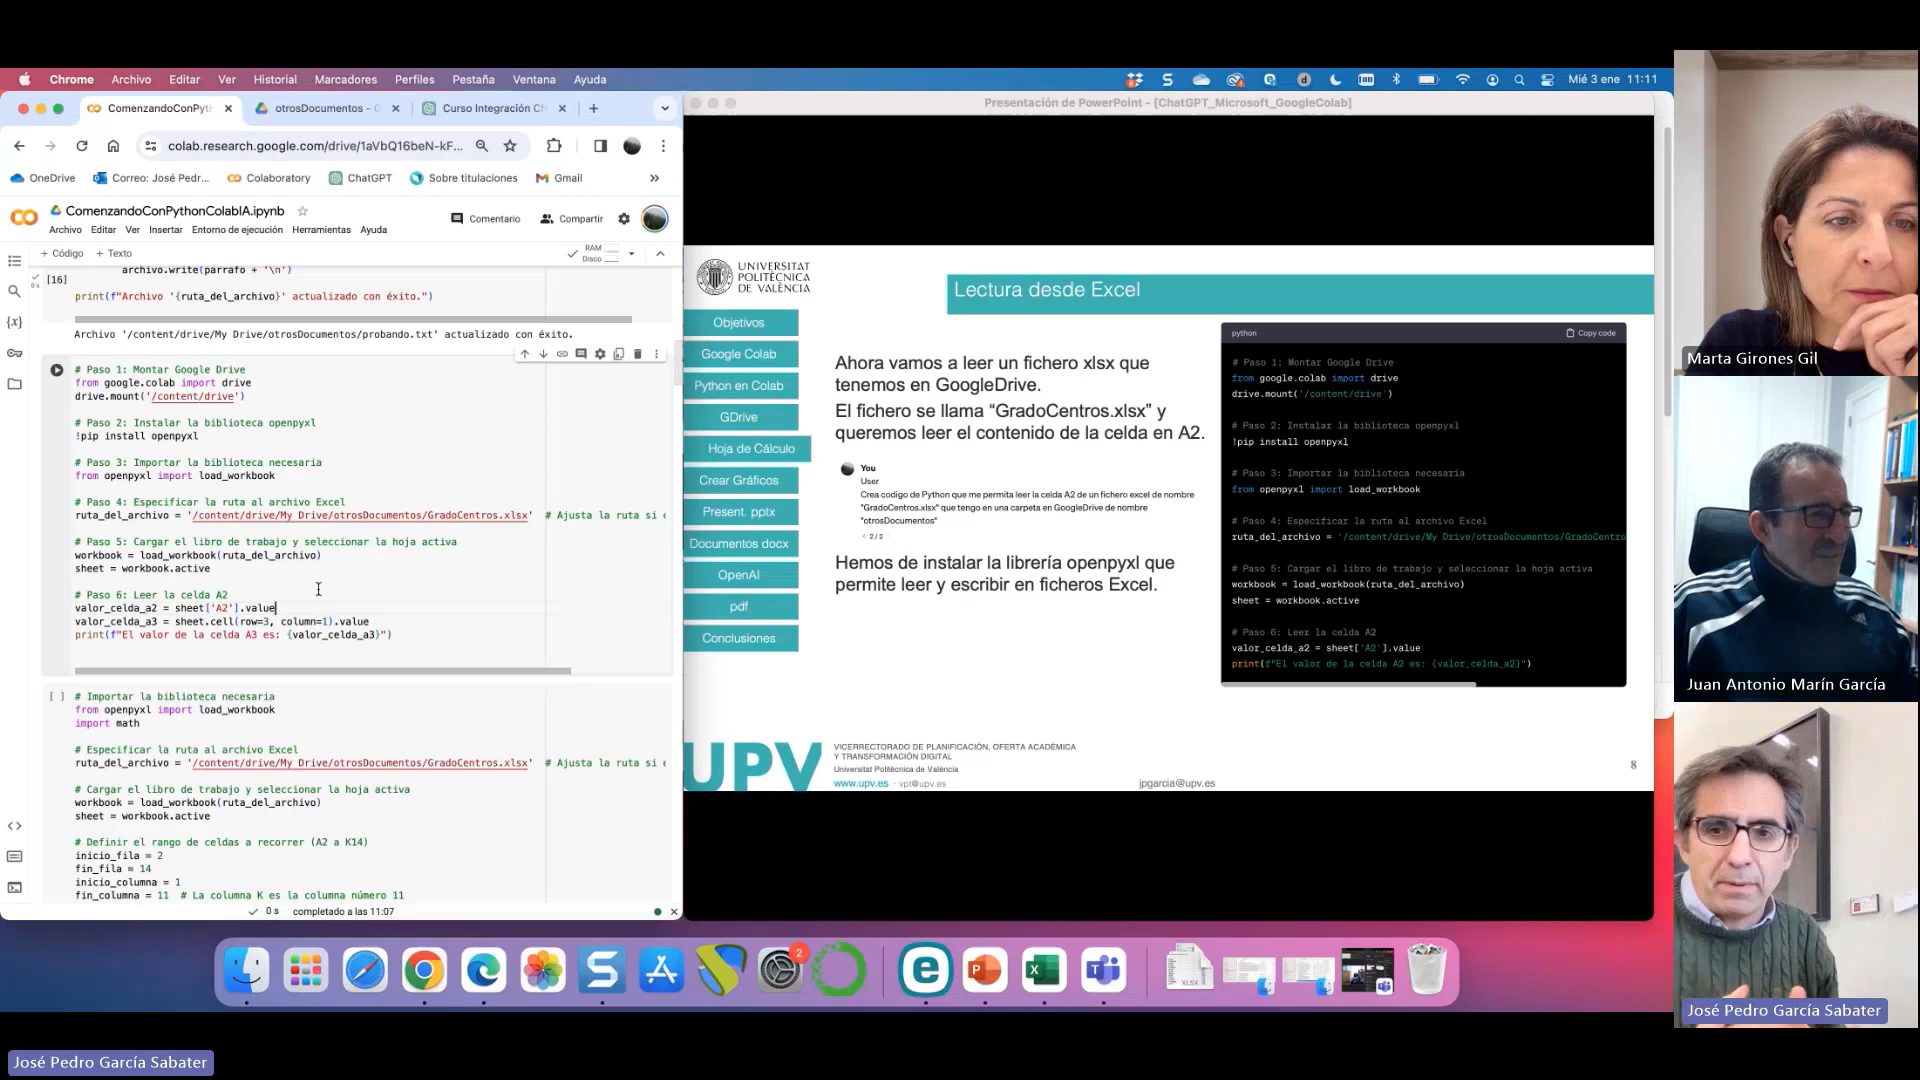 Chrome Archivo Editar Ver Historial Marcadores Perfiles Pestaña Ventana Ayuda
Mié 3 ene 11:11
ComenzandoConPyt
otrosDocumentos - G
Curso Integración Ch
colab.research.google.com/drive/1aVbQ16beN-kF...
OneDrive
Correo: José Pedr...
Colaboratory
ChatGPT
Sobre titulaciones
Gmail
ComenzandoConPythonColabIA.ipynb
Archivo Editar Ver Insertar Entorno de ejecución Herramientas Ayuda
Comentario
Compartir
+ Código + Texto
RAM
Disco
[16]
archivo.write(parrafo + '\n')
print(f"Archivo '{ruta_del_archivo}' actualizado con éxito.")
Archivo '/content/drive/My Drive/otrosDocumentos/probando.txt' actualizado con éxito.
# Paso 1: Montar Google Drive
from google.colab import drive
drive.mount('/content/drive')
# Paso 2: Instalar la biblioteca openpyxl
!pip install openpyxl
# Paso 3: Importar la biblioteca necesaria
from openpyxl import load_workbook
# Paso 4: Especificar la ruta al archivo Excel
ruta_del_archivo = '/content/drive/My Drive/otrosDocumentos/GradoCentros.xlsx' # Ajusta la ruta si e
# Paso 5: Cargar el libro de trabajo y seleccionar la hoja activa
workbook = load_workbook(ruta_del_archivo)
sheet = workbook.active
# Paso 6: Leer la celda A2
valor_celda_a2 = sheet['A2'].value
valor_celda_a3 = sheet.cell(row=3, column=1).value
print(f"El valor de la celda A3 es: {valor_celda_a3}")
[ ]
# Importar la biblioteca necesaria
from openpyxl import load_workbook
import math
# Especificar la ruta al archivo Excel
ruta_del_archivo = '/content/drive/My Drive/otrosDocumentos/GradoCentros.xlsx' # Ajusta la ruta si e
# Cargar el libro de trabajo y seleccionar la hoja activa
workbook = load_workbook(ruta_del_archivo)
sheet = workbook.active
# Definir el rango de celdas a recorrer (A2 a K14)
inicio_fila = 2
fin_fila = 14
inicio_columna = 1
fin_columna = 11 # La columna K es la columna número 11
0 s completado a las 11:07
Presentación de PowerPoint - [ChatGPT_Microsoft_GoogleColab]
UNIVERSITAT
POLITÈCNICA
DE VALÈNCIA
Lectura desde Excel
Objetivos
Google Colab
Python en Colab
GDrive
Hoja de Cálculo
Crear Gráficos
Present. pptx
Documentos docx
OpenAI
pdf
Conclusiones
Ahora vamos a leer un fichero xlsx que
tenemos en GoogleDrive.
El fichero se llama “GradoCentros.xlsx” y
queremos leer el contenido de la celda en A2.
You
User
Crea codigo de Python que me permita leer la celda A2 de un fichero excel de nombre
"GradoCentros.xlsx" que tengo en una carpeta en GoogleDrive de nombre
"otrosDocumentos"
< 2/2
Hemos de instalar la librería openpyxl que
permite leer y escribir en ficheros Excel.
python
Copy code
# Paso 1: Montar Google Drive
from google.colab import drive
drive.mount('/content/drive')
# Paso 2: Instalar la biblioteca openpyxl
!pip install openpyxl
# Paso 3: Importar la biblioteca necesaria
from openpyxl import load_workbook
# Paso 4: Especificar la ruta al archivo Excel
ruta_del_archivo = '/content/drive/My Drive/otrosDocumentos/GradoCentro
# Paso 5: Cargar el libro de trabajo y seleccionar la hoja activa
workbook = load_workbook(ruta_del_archivo)
sheet = workbook.active
# Paso 6: Leer la celda A2
valor_celda_a2 = sheet['A2'].value
print(f"El valor de la celda A2 es: {valor_celda_a2}")
UPV
VICERRECTORADO DE PLANIFICACIÓN, OFERTA ACADÉMICA
Y TRANSFORMACIÓN DIGITAL
Universitat Politècnica de València
www.upv.es · vpt@upv.es
jpgarcia@upv.es
8
Marta Girones Gil
Juan Antonio Marín García
José Pedro García Sabater
2
XLSX
José Pedro García Sabater